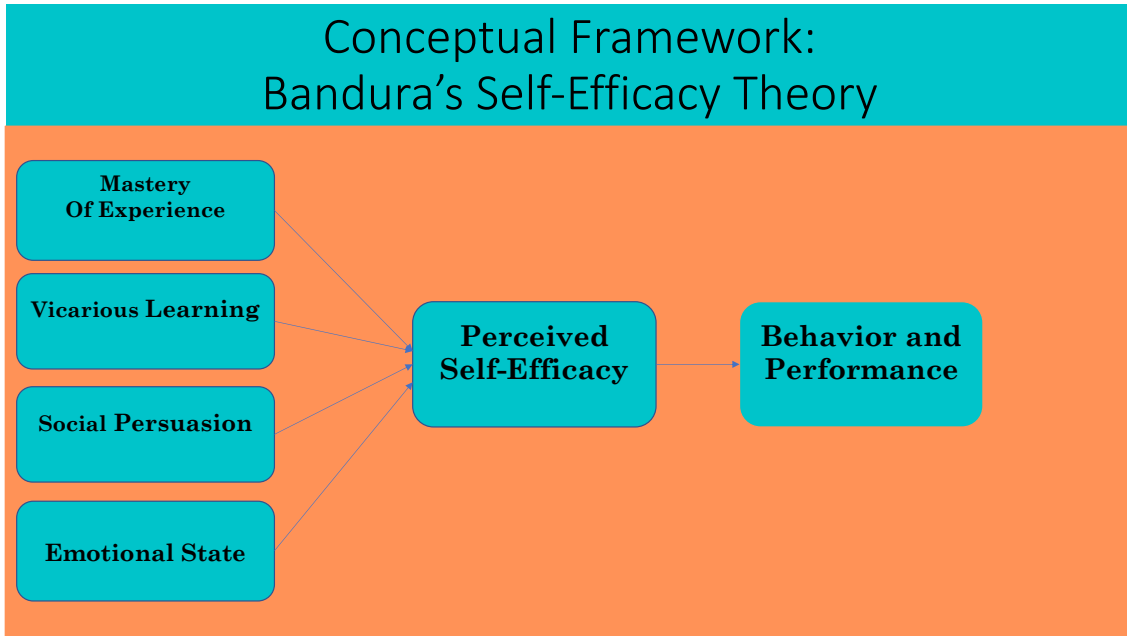 Conceptual Framework:
Bandura’s Self-Efficacy Theory
Mastery
Of Experience
Vicarious Learning
Social Persuasion
Emotional State
Perceived
Self-Efficacy
Behavior and
Performance